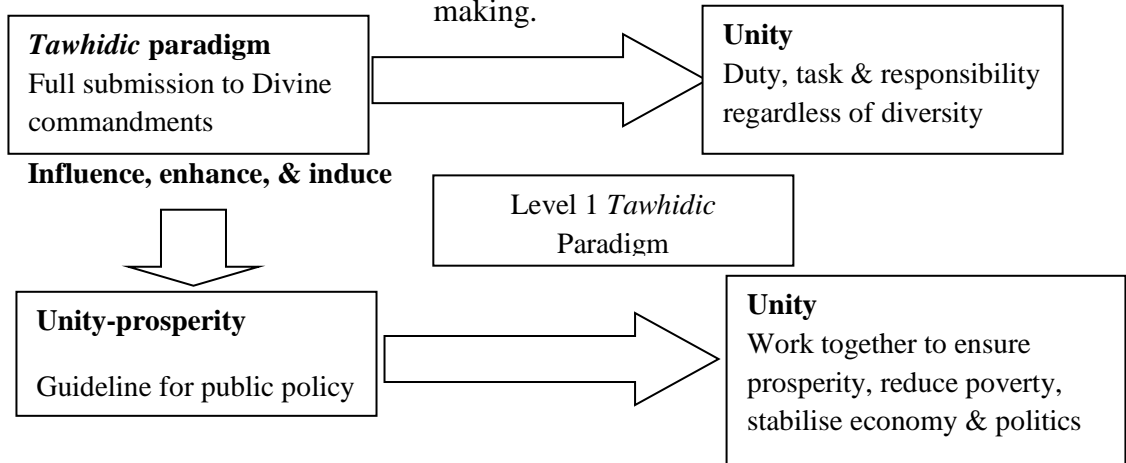 making.
Tawhidic paradigm
Full submission to Divine
commandments
Unity
Duty, task & responsibility
regardless of diversity
Influence, enhance, & induce
Level 1 Tawhidic
Paradigm
Unity-prosperity
Guideline for public policy
Unity
Work together to ensure
prosperity, reduce poverty,
stabilise economy & politics